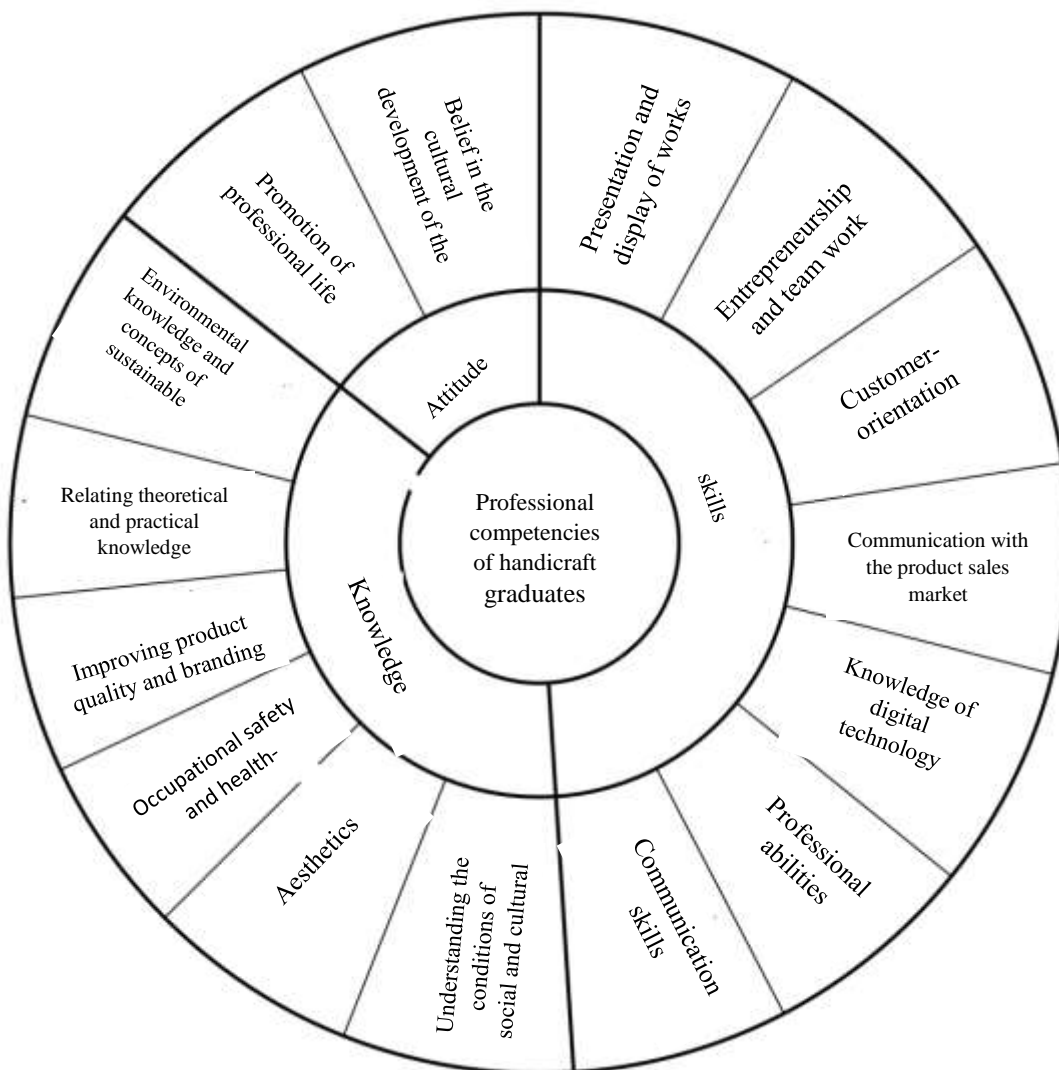 Professional
competencies
of handicraft
graduates
Attitude
skills
Knowledge
Presentation and
display of works
Entrepreneurship
and team work
Customer-
orientation
Communication with
the product sales
market
Knowledge of
digital
technology
Professional
abilities
Communication
skills
Understanding the
conditions of
social and cultural
Aesthetics
Occupational safety
and health-
Improving product
quality and branding
Relating theoretical
and practical
knowledge
Environmental
knowledge and
concepts of
sustainable
Promotion of
professional life
Belief in the
cultural
development of the